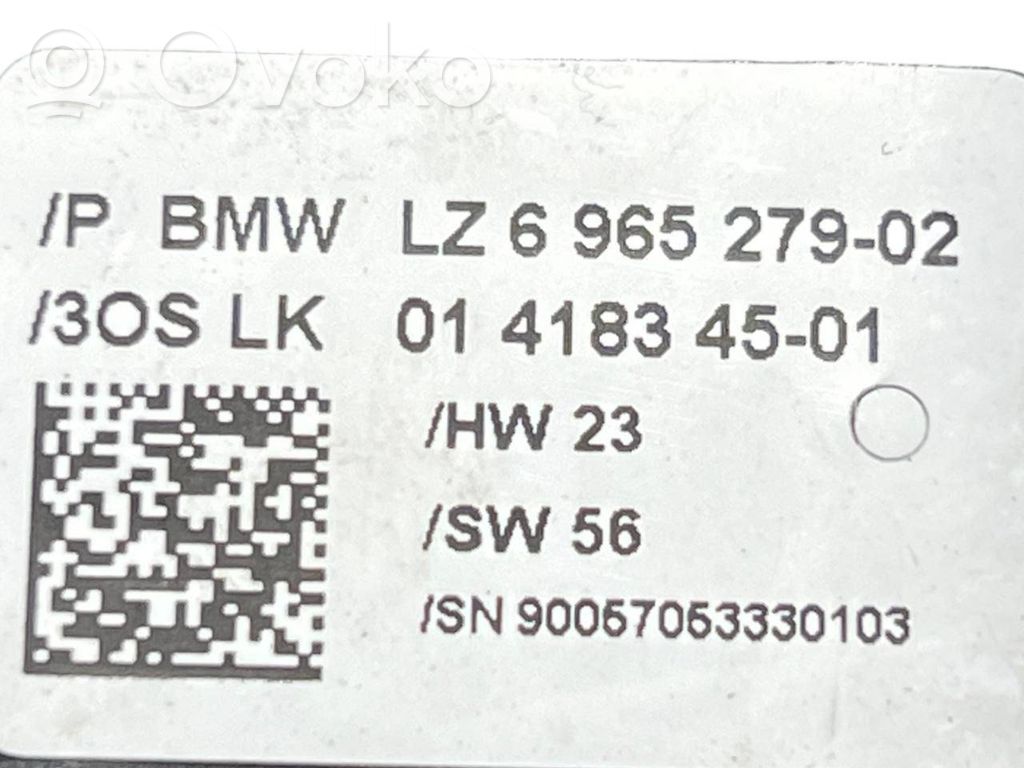 Ovoko
/P BMW LZ 6 965 279-02
/3OS LK 01 4183 45-01
/HW 23
/SW 56
/SN 90057053330103